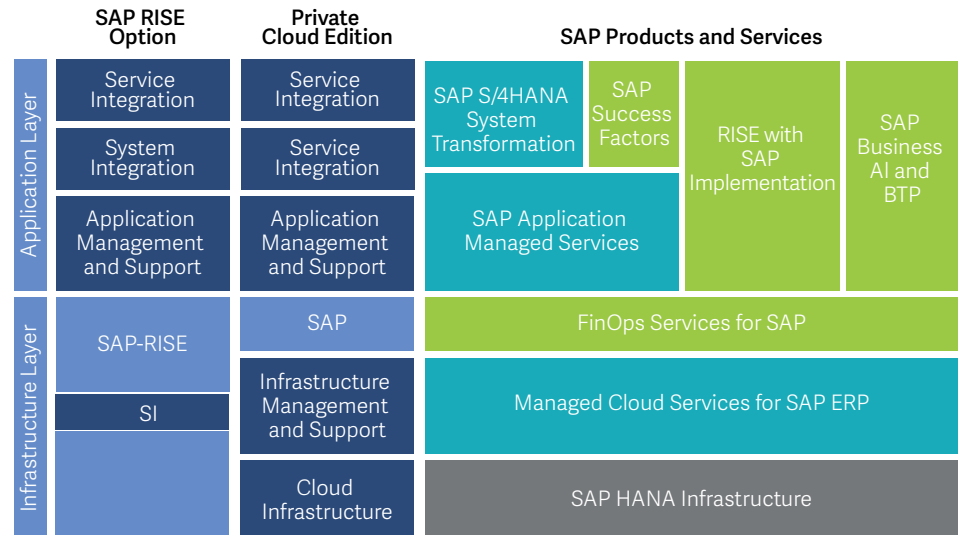 SAP RISE
Option
Private
Cloud Edition
SAP Products and Services
Application Layer
Service
Integration
System
Integration
Application
Management
and Support
Service
Integration
Service
Integration
Application
Management
and Support
SAP S/4HANA
System
Transformation
SAP
Success
Factors
SAP Application
Managed Services
RISE with
SAP
Implementation
SAP
Business
AI and
BTP
Infrastructure Layer
SAP-RISE
SI
SAP
Infrastructure
Management
and Support
Cloud
Infrastructure
FinOps Services for SAP
Managed Cloud Services for SAP ERP
SAP HANA Infrastructure